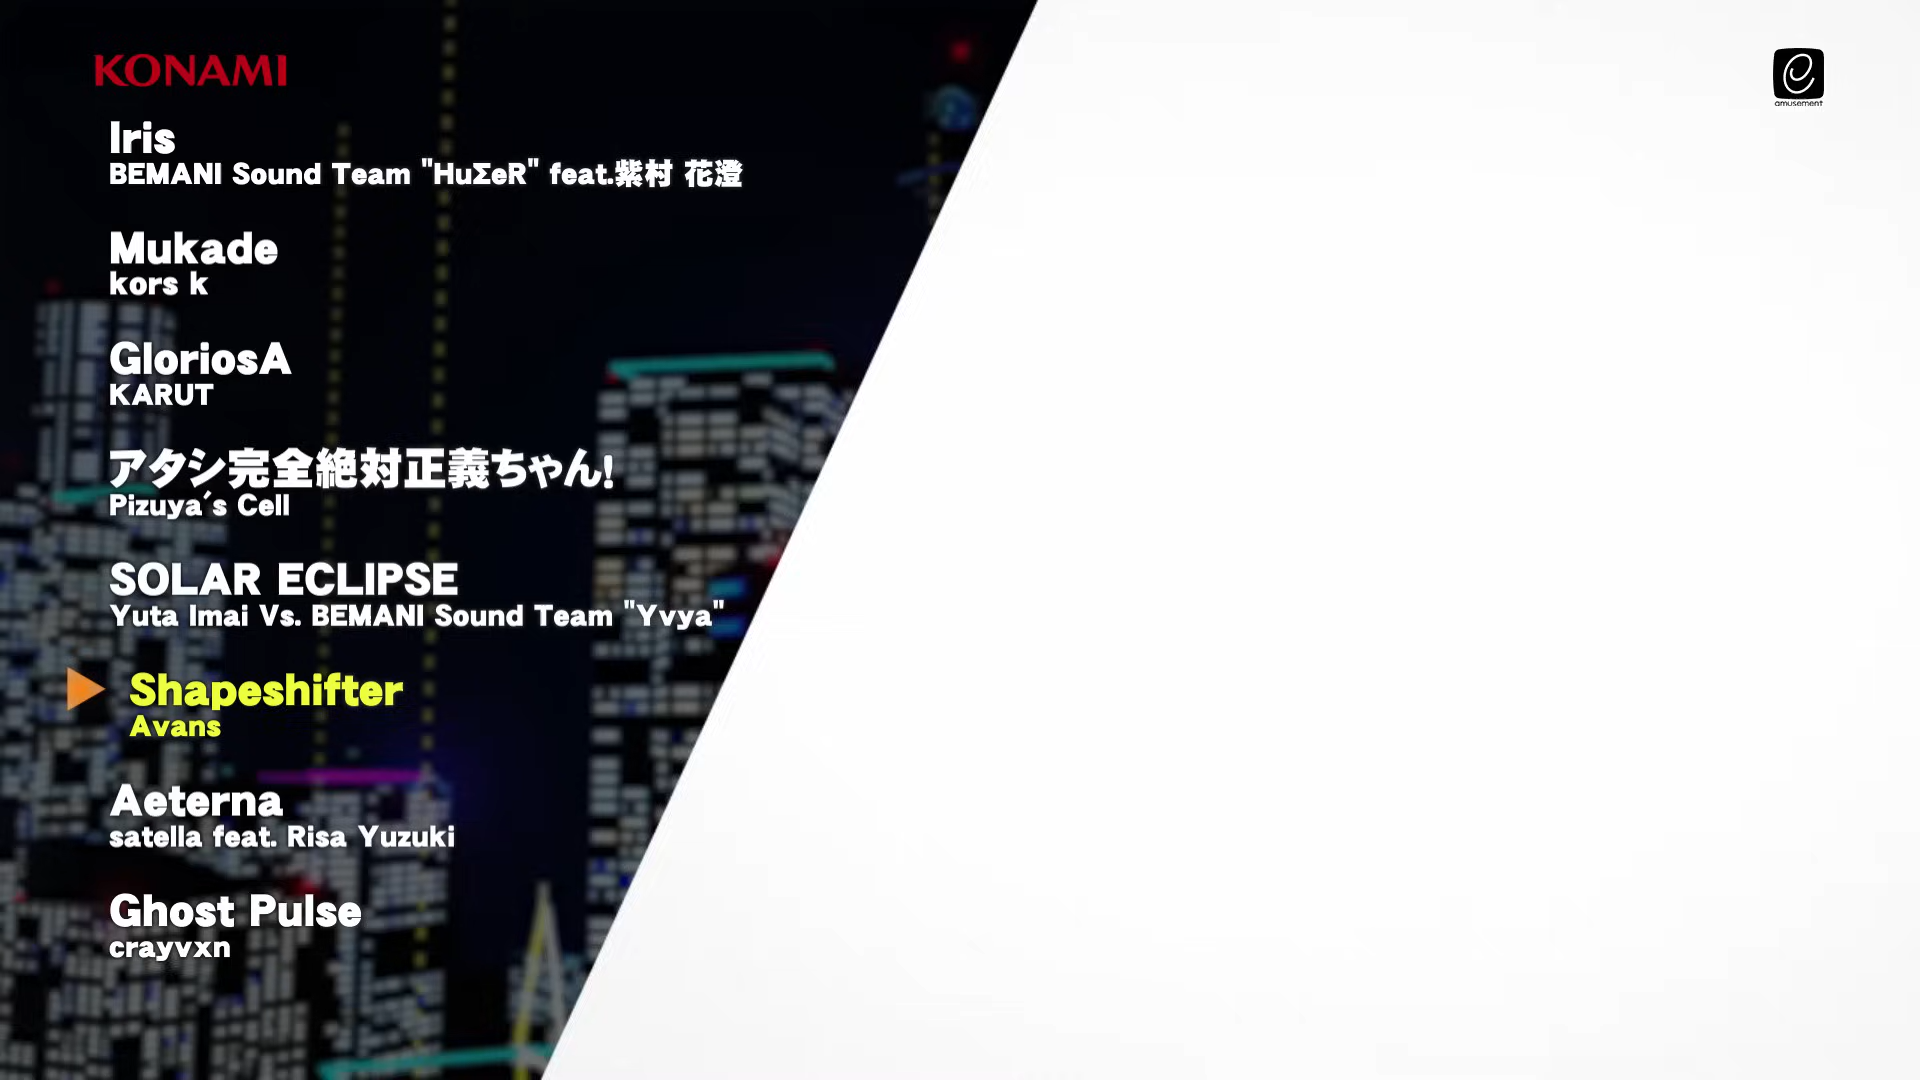 KONAMI
amusement
Iris
BEMANI Sound Team "HuΣeR" feat.紫村 花澄
Mukade
kors k
GloriosA
KARUT
アタシ完全絶対正義ちゃん!
Pizuya's Cell
SOLAR ECLIPSE
Yuta Imai Vs. BEMANI Sound Team "Yvya"
Shapeshifter
Avans
Aeterna
satella feat. Risa Yuzuki
Ghost Pulse
crayvxn